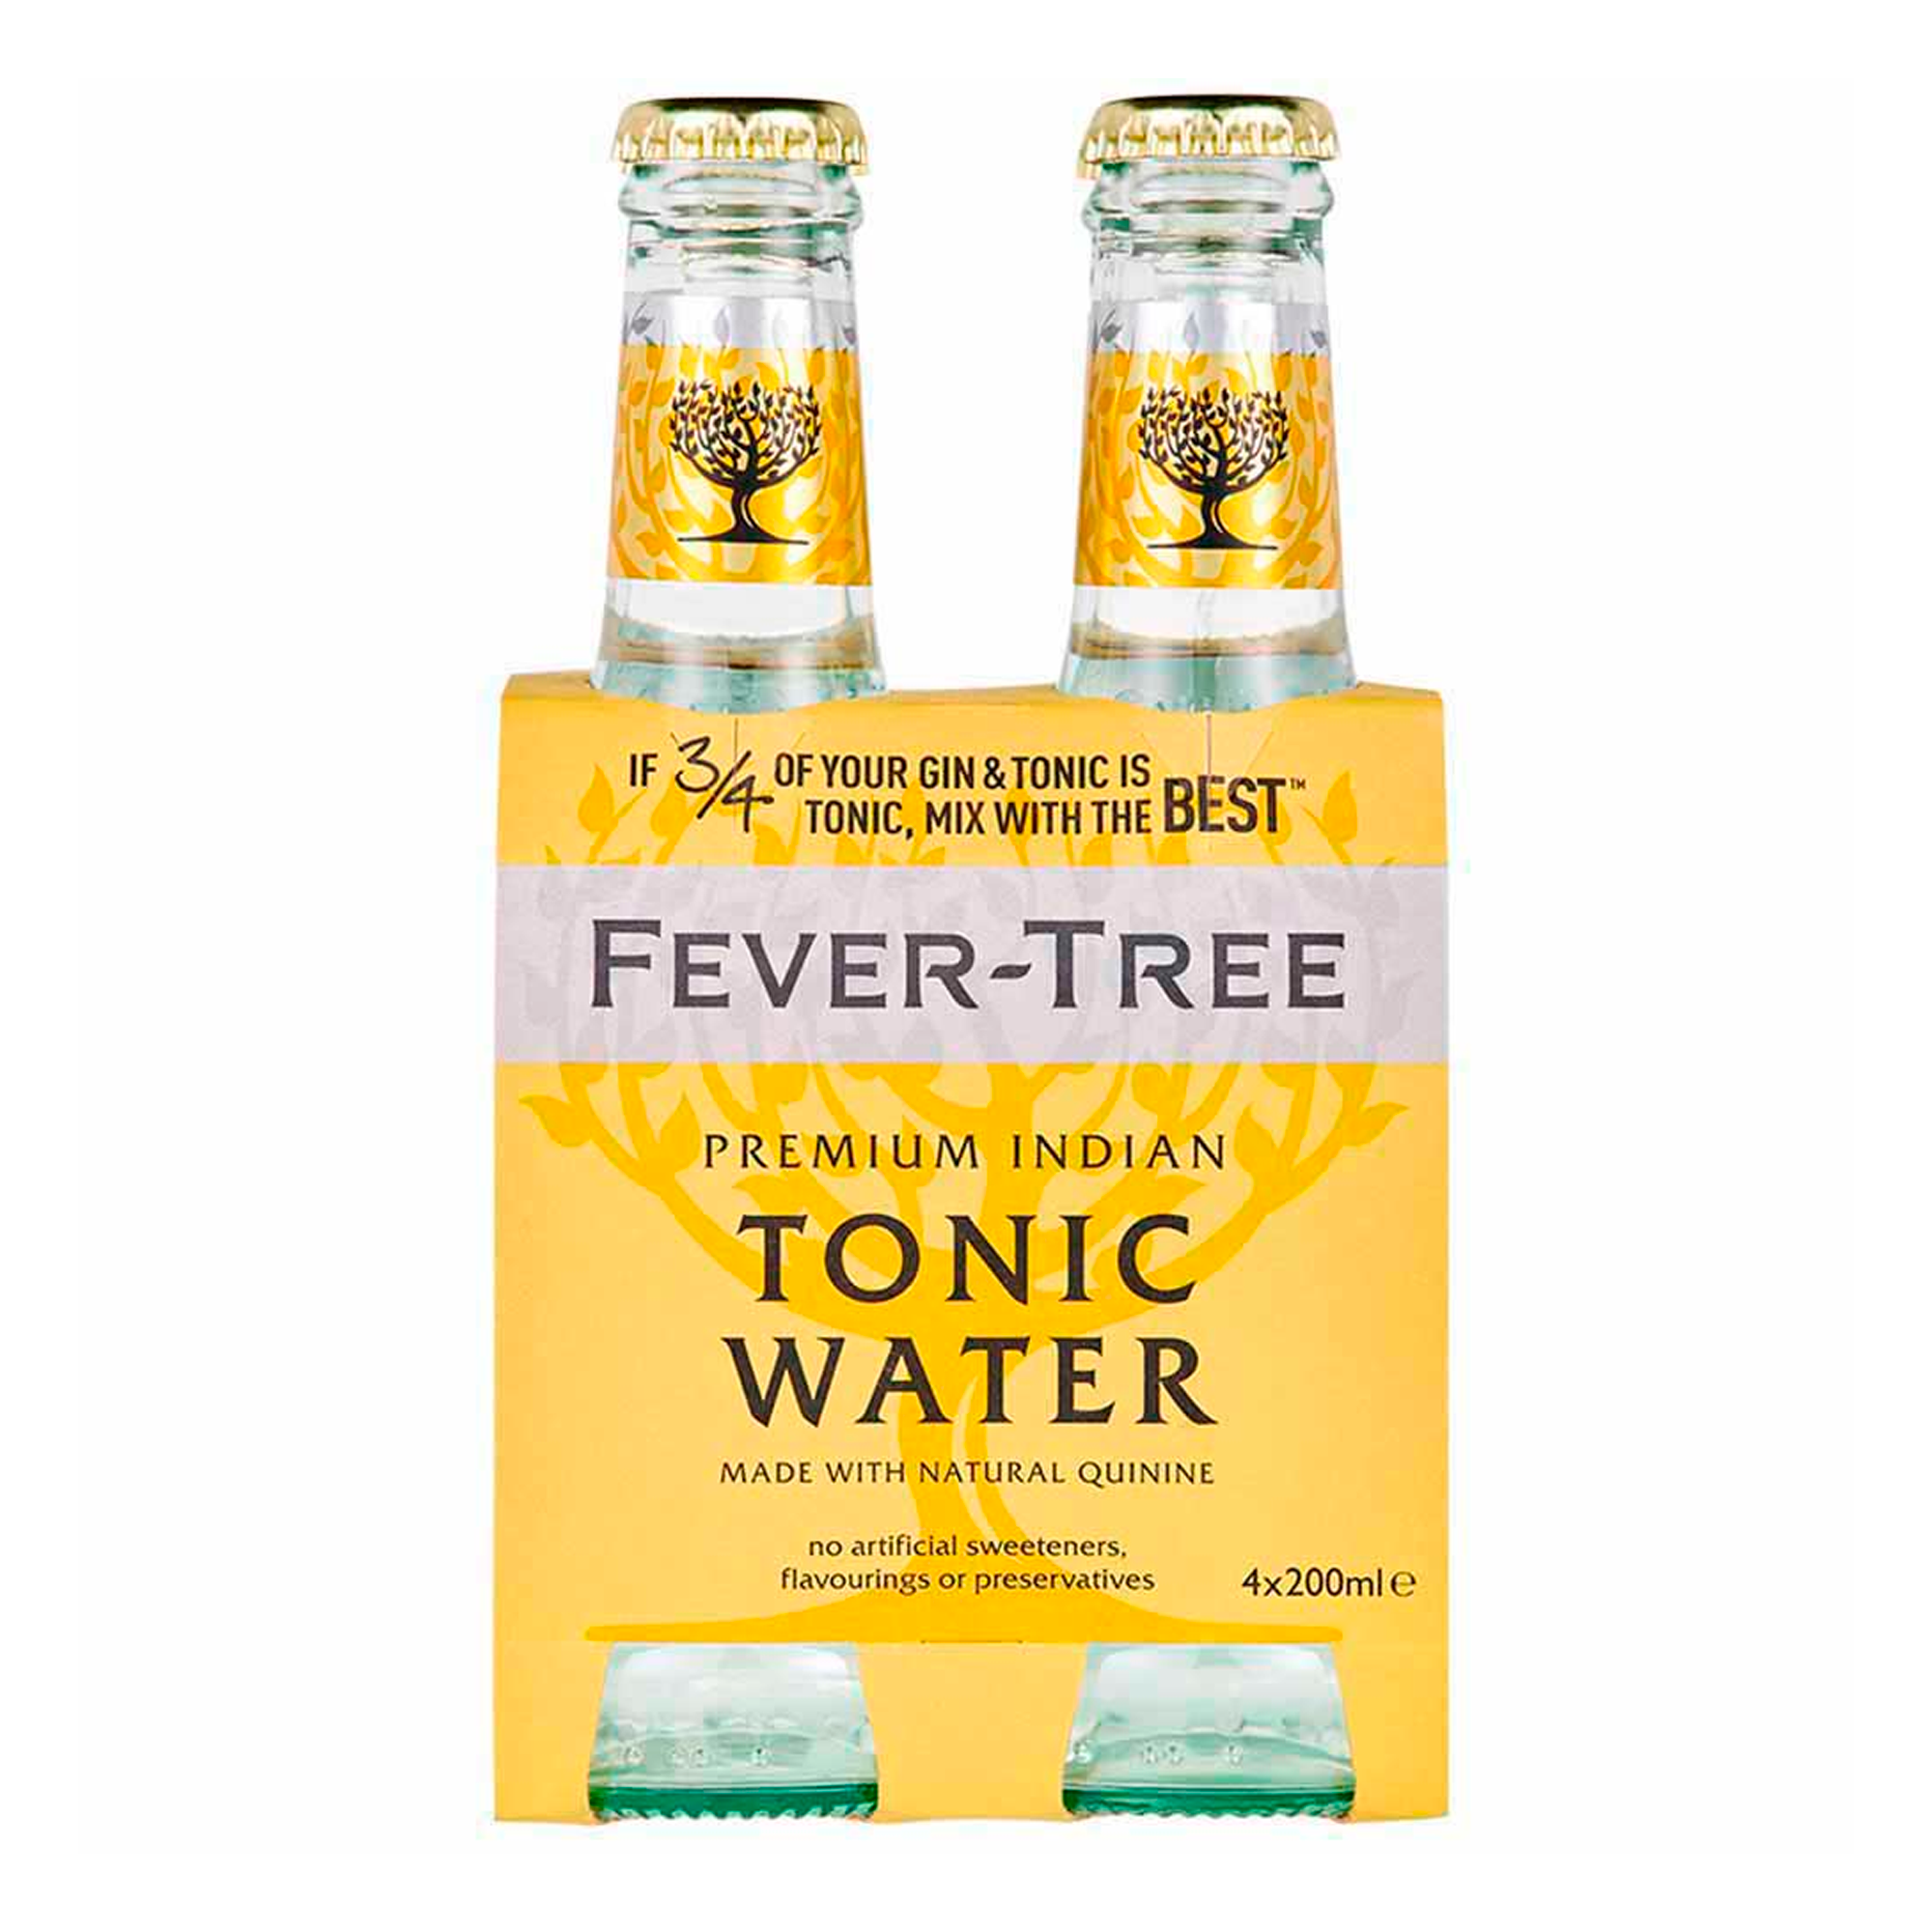 IF 3/4 OF YOUR GIN & TONIC IS
TONIC, MIX WITH THE BEST™
FEVER-TREE
PREMIUM INDIAN
TONIC
WATER
MADE WITH NATURAL QUININE
no artificial sweeteners,
flavourings or preservatives
4x200ml ℮